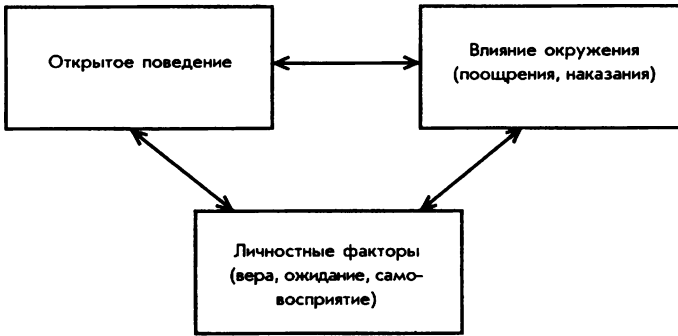 Открытое поведение
Влияние окружения
(поощрения, наказания)
Личностные факторы
(вера, ожидание, само-
восприятие)